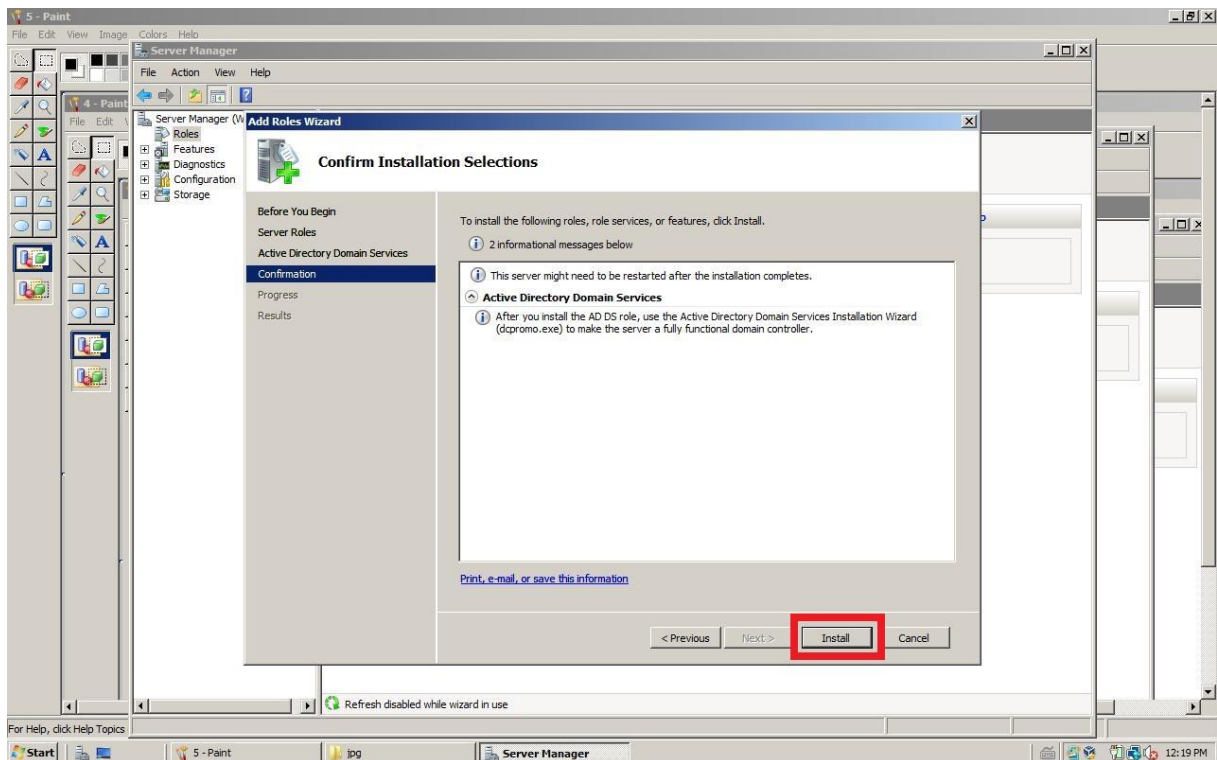 5 - Paint
File Edit View Image Colors Help
Server Manager
File Action View Help
4 - Paint
File Edit
Server Manager (W
Roles
Features
Diagnostics
Configuration
Storage
Add Roles Wizard
Confirm Installation Selections
Before You Begin
Server Roles
Active Directory Domain Services
Confirmation
Progress
Results
To install the following roles, role services, or features, click Install.
2 informational messages below
This server might need to be restarted after the installation completes.
Active Directory Domain Services
After you install the AD DS role, use the Active Directory Domain Services Installation Wizard
(dcpromo.exe) to make the server a fully functional domain controller.
Print, e-mail, or save this information
< Previous Next > Install Cancel
Refresh disabled while wizard in use
For Help, click Help Topics
Start 5 - Paint jpg Server Manager 12:19 PM